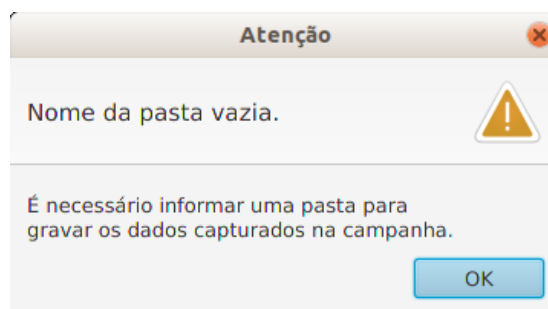 Atenção
Nome da pasta vazia.
É necessário informar uma pasta para
gravar os dados capturados na campanha.
OK